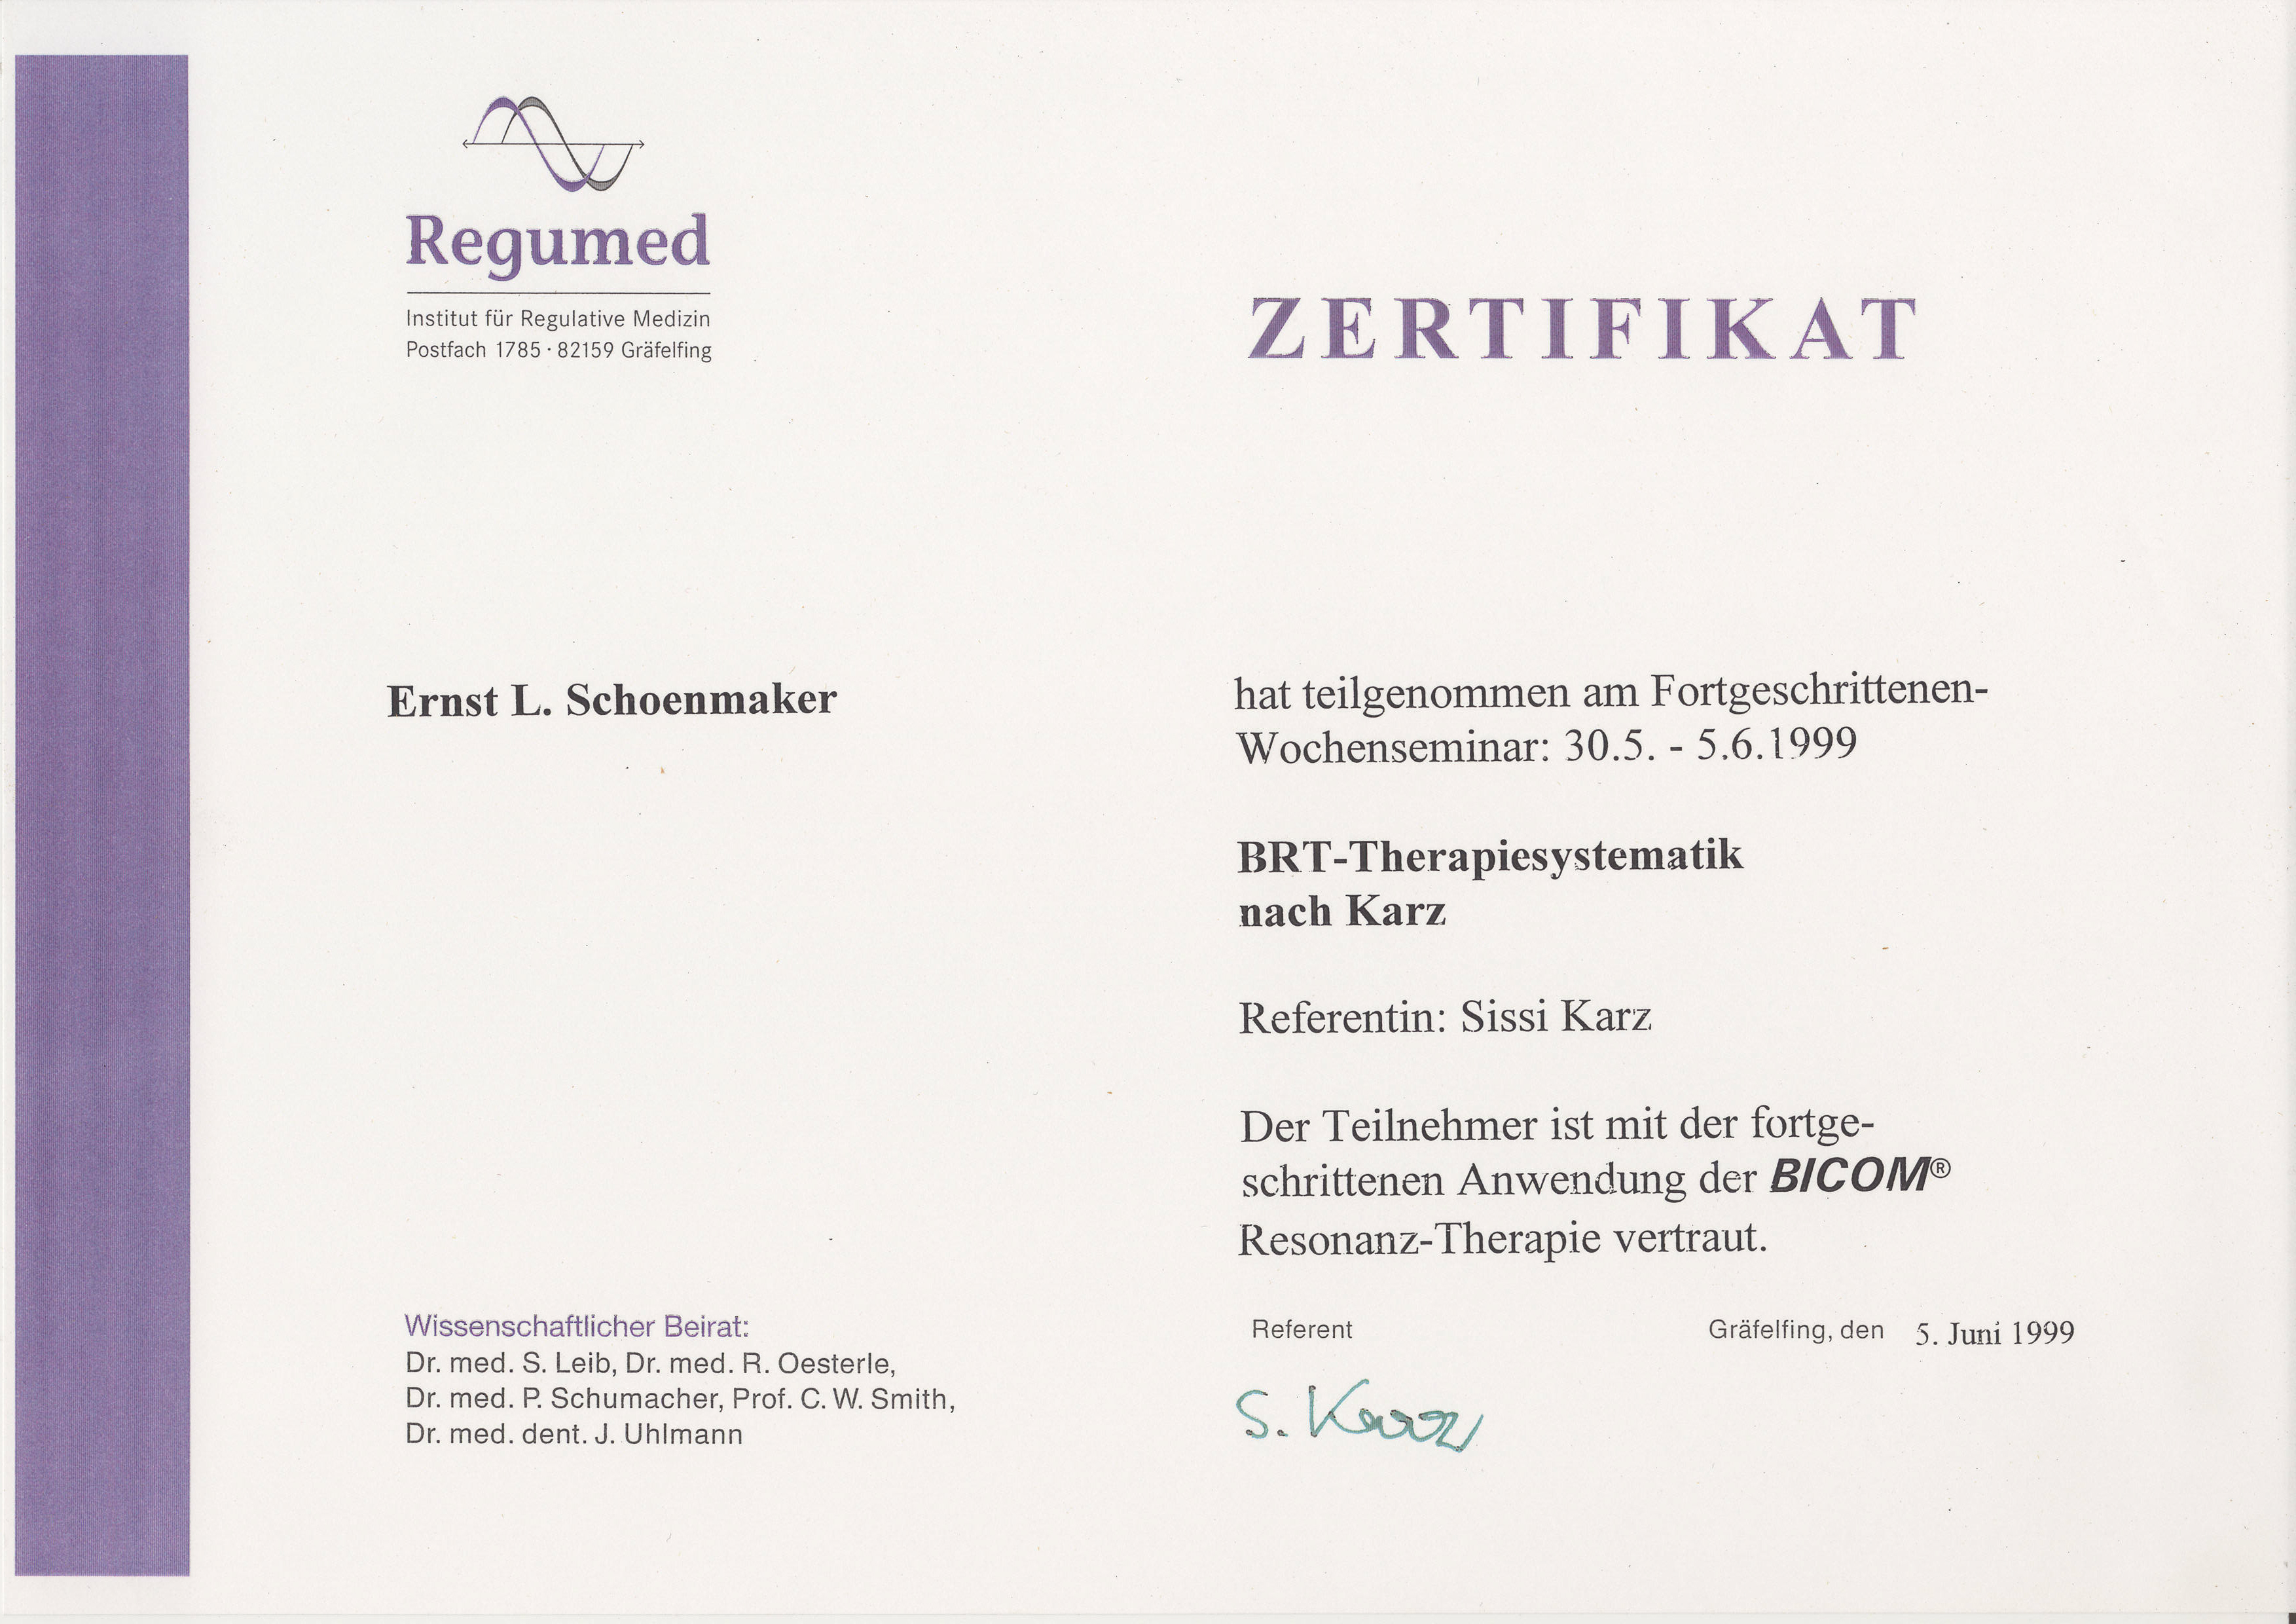 Regumed
Institut für Regulative Medizin
Postfach 1785 · 82159 Gräfelfing
ZERTIFIKAT
Ernst L. Schoenmaker
hat teilgenommen am Fortgeschrittenen-
Wochenseminar: 30.5. - 5.6.1999
BRT-Therapiesystematik
nach Karz
Referentin: Sissi Karz
Der Teilnehmer ist mit der fortge-
schrittenen Anwendung der BICOM®
Resonanz-Therapie vertraut.
Wissenschaftlicher Beirat:
Dr. med. S. Leib, Dr. med. R. Oesterle,
Dr. med. P. Schumacher, Prof. C. W. Smith,
Dr. med. dent. J. Uhlmann
Referent
Gräfelfing, den 5. Juni 1999
S. Karz